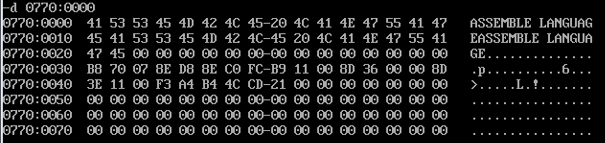 -d 0770:0000
0770:0000 41 53 53 45 4D 42 4C 45-20 4C 41 4E 47 55 41 47 ASSEMBLE LANGUAG
0770:0010 45 41 53 53 45 4D 42 4C-45 20 4C 41 4E 47 55 41 EASSEMBLE LANGUA
0770:0020 47 45 00 00 00 00 00 00-00 00 00 00 00 00 00 00 GE..............
0770:0030 B8 70 07 8E D8 8E C0 FC-B9 11 00 8D 36 00 00 8D .p..........6...
0770:0040 3E 11 00 F3 A4 B4 4C CD-21 00 00 00 00 00 00 00 >.....L.!.......
0770:0050 00 00 00 00 00 00 00 00-00 00 00 00 00 00 00 00 ................
0770:0060 00 00 00 00 00 00 00 00-00 00 00 00 00 00 00 00 ................
0770:0070 00 00 00 00 00 00 00 00-00 00 00 00 00 00 00 00 ................